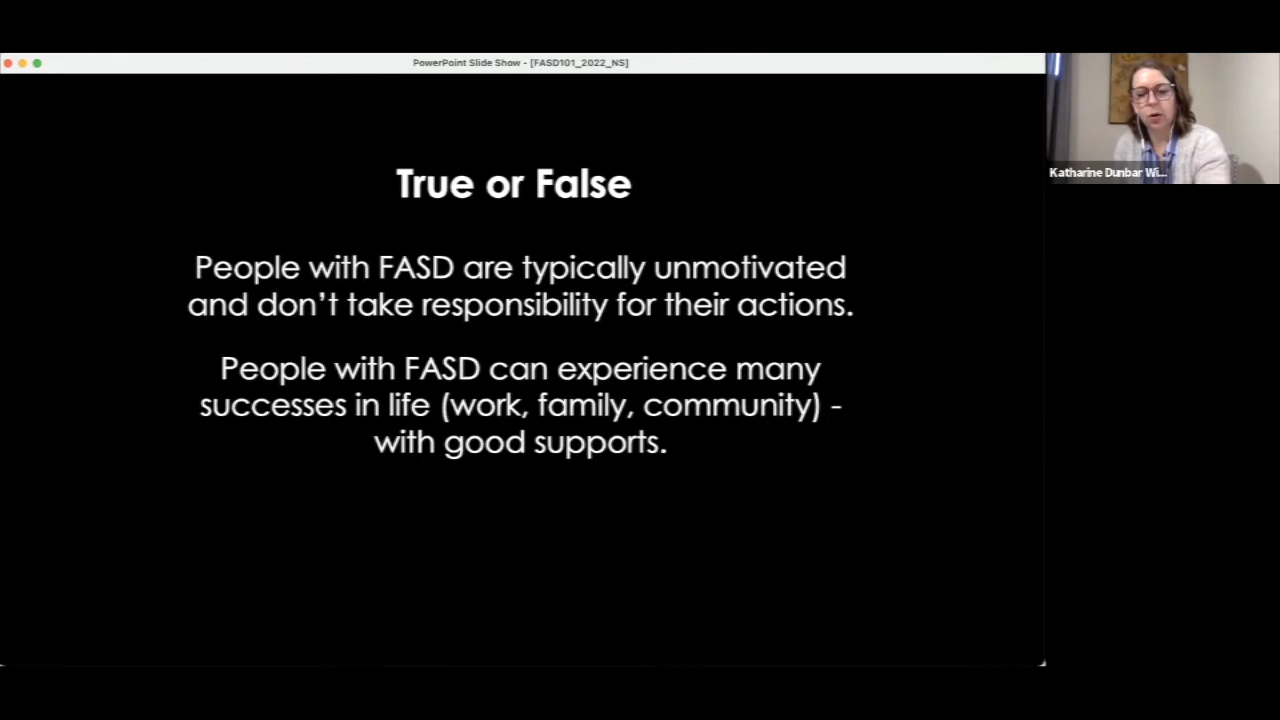 PowerPoint Slide Show - [FASD101_2022_NS]
True or False
People with FASD are typically unmotivated
and don’t take responsibility for their actions.
People with FASD can experience many
successes in life (work, family, community) -
with good supports.
Katharine Dunbar Wi...